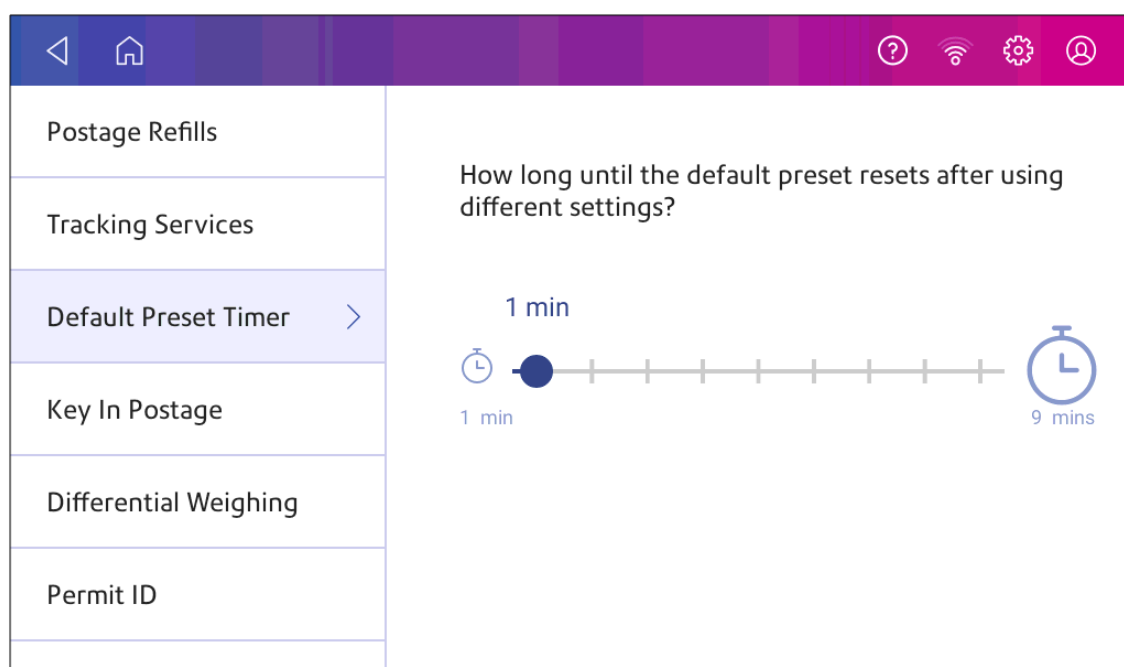 Postage Refills
Tracking Services
Default Preset Timer
Key In Postage
Differential Weighing
Permit ID
How long until the default preset resets after using
different settings?
1 min
1 min
9 mins